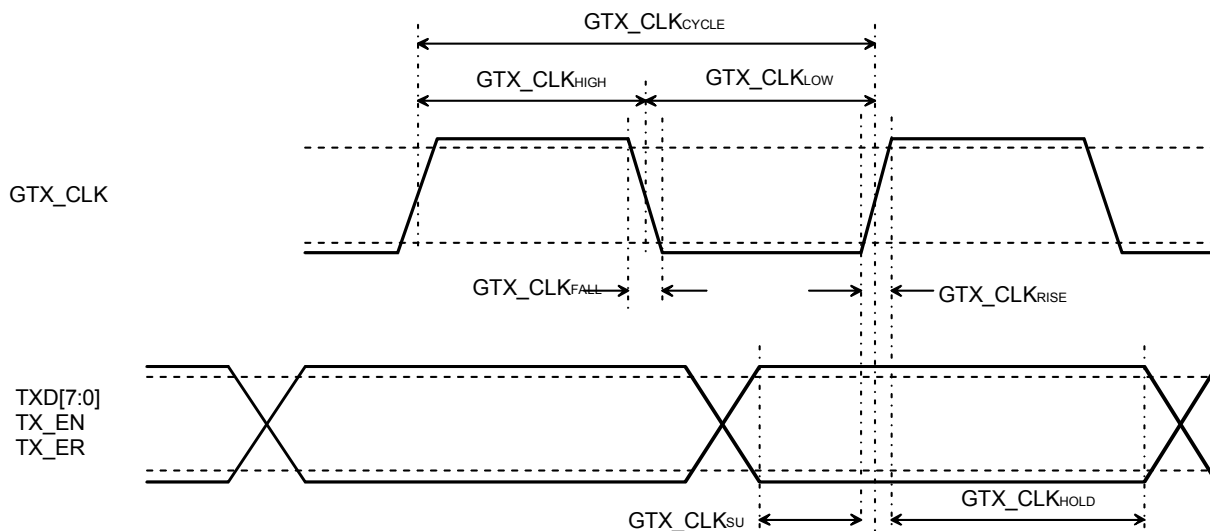 GTX_CLKCYCLE
GTX_CLKHIGH
GTX_CLKLOW
GTX_CLK
GTX_CLKFALL
GTX_CLKRISE
TXD[7:0]
TX_EN
TX_ER
GTX_CLKHOLD
GTX_CLKSU